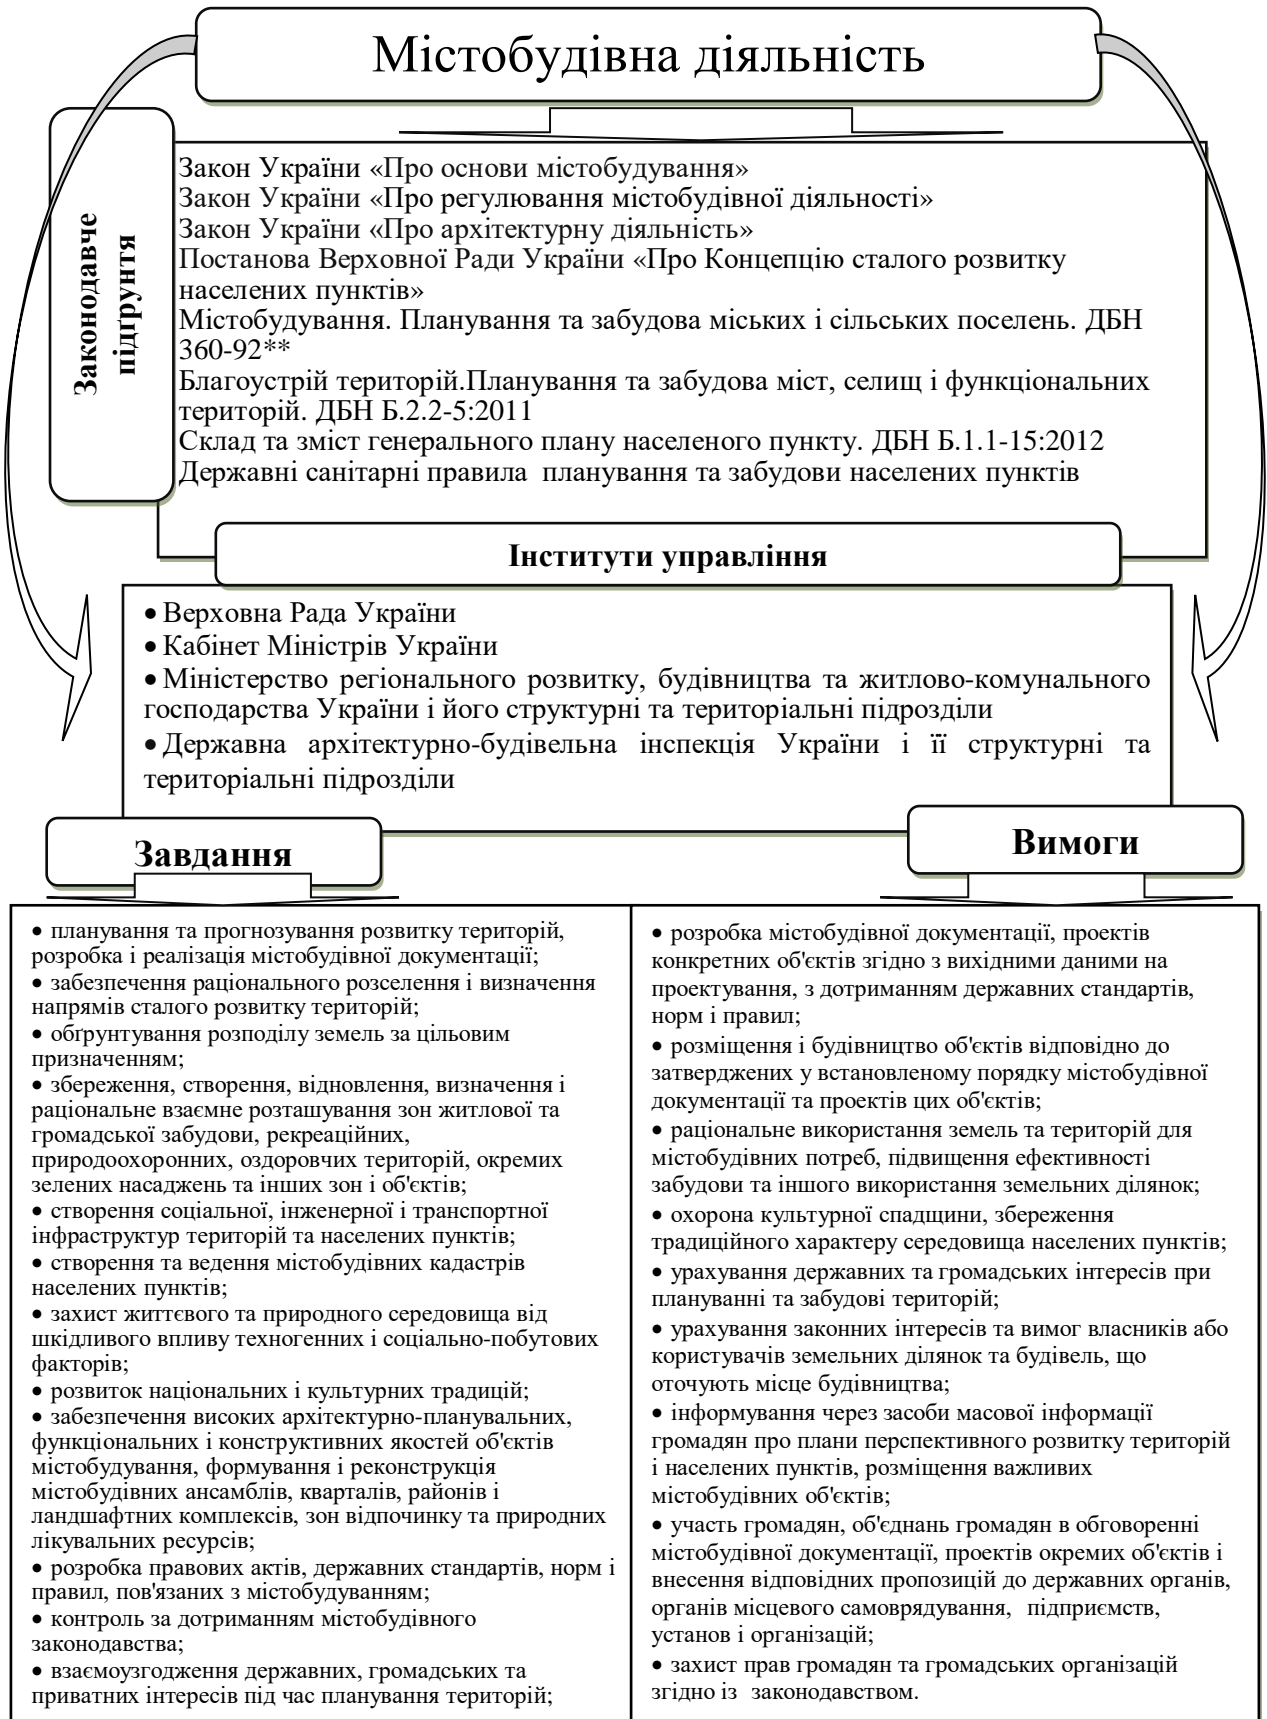 Містобудівна діяльність
Законодавче
підґрунтя
Закон України «Про основи містобудування»
Закон України «Про регулювання містобудівної діяльності»
Закон України «Про архітектурну діяльність»
Постанова Верховної Ради України «Про Концепцію сталого розвитку
населених пунктів»
Містобудування. Планування та забудова міських і сільських поселень. ДБН
360-92**
Благоустрій територій.Планування та забудова міст, селищ і функціональних
територій. ДБН Б.2.2-5:2011
Склад та зміст генерального плану населеного пункту. ДБН Б.1.1-15:2012
Державні санітарні правила планування та забудови населених пунктів
Інститути управління
• Верховна Рада України
• Кабінет Міністрів України
• Міністерство регіонального розвитку, будівництва та житлово-комунального
господарства України і його структурні та територіальні підрозділи
• Державна архітектурно-будівельна інспекція України і її структурні та
територіальні підрозділи
Завдання
• планування та прогнозування розвитку територій,
розробка і реалізація містобудівної документації;
• забезпечення раціонального розселення і визначення
напрямів сталого розвитку територій;
• обґрунтування розподілу земель за цільовим
призначенням;
• збереження, створення, відновлення, визначення і
раціональне взаємне розташування зон житлової та
громадської забудови, рекреаційних,
природоохоронних, оздоровчих територій, окремих
зелених насаджень та інших зон і об'єктів;
• створення соціальної, інженерної і транспортної
інфраструктур територій та населених пунктів;
• створення та ведення містобудівних кадастрів
населених пунктів;
• захист життєвого та природного середовища від
шкідливого впливу техногенних і соціально-побутових
факторів;
• розвиток національних і культурних традицій;
• забезпечення високих архітектурно-планувальних,
функціональних і конструктивних якостей об'єктів
містобудування, формування і реконструкція
містобудівних ансамблів, кварталів, районів і
ландшафтних комплексів, зон відпочинку та природних
лікувальних ресурсів;
• розробка правових актів, державних стандартів, норм і
правил, пов'язаних з містобудуванням;
• контроль за дотриманням містобудівного
законодавства;
• взаємоузгодження державних, громадських та
приватних інтересів під час планування територій;
Вимоги
• розробка містобудівної документації, проектів
конкретних об'єктів згідно з вихідними даними на
проектування, з дотриманням державних стандартів,
норм і правил;
• розміщення і будівництво об'єктів відповідно до
затверджених у встановленому порядку містобудівної
документації та проектів цих об'єктів;
• раціональне використання земель та територій для
містобудівних потреб, підвищення ефективності
забудови та іншого використання земельних ділянок;
• охорона культурної спадщини, збереження
традиційного характеру середовища населених пунктів;
• урахування державних та громадських інтересів при
плануванні та забудові територій;
• урахування законних інтересів та вимог власників або
користувачів земельних ділянок та будівель, що
оточують місце будівництва;
• інформування через засоби масової інформації
громадян про плани перспективного розвитку територій
і населених пунктів, розміщення важливих
містобудівних об'єктів;
• участь громадян, об'єднань громадян в обговоренні
містобудівної документації, проектів окремих об'єктів і
внесення відповідних пропозицій до державних органів,
органів місцевого самоврядування, підприємств,
установ і організацій;
• захист прав громадян та громадських організацій
згідно із законодавством.